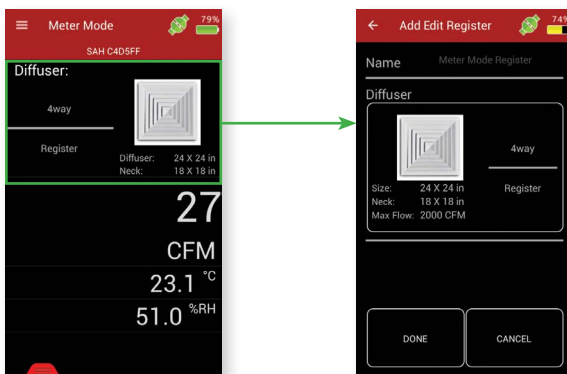 Meter Mode
79%
SAH C4D5FF
Diffuser:
4way
Register
Diffuser: 24 X 24 in
Neck: 18 X 18 in
27
CFM
23.1 °C
51.0 %RH
Add Edit Register
74%
Name Meter Mode Register
Diffuser
4way
Register
Size: 24 X 24 in
Neck: 18 X 18 in
Max Flow: 2000 CFM
DONE
CANCEL